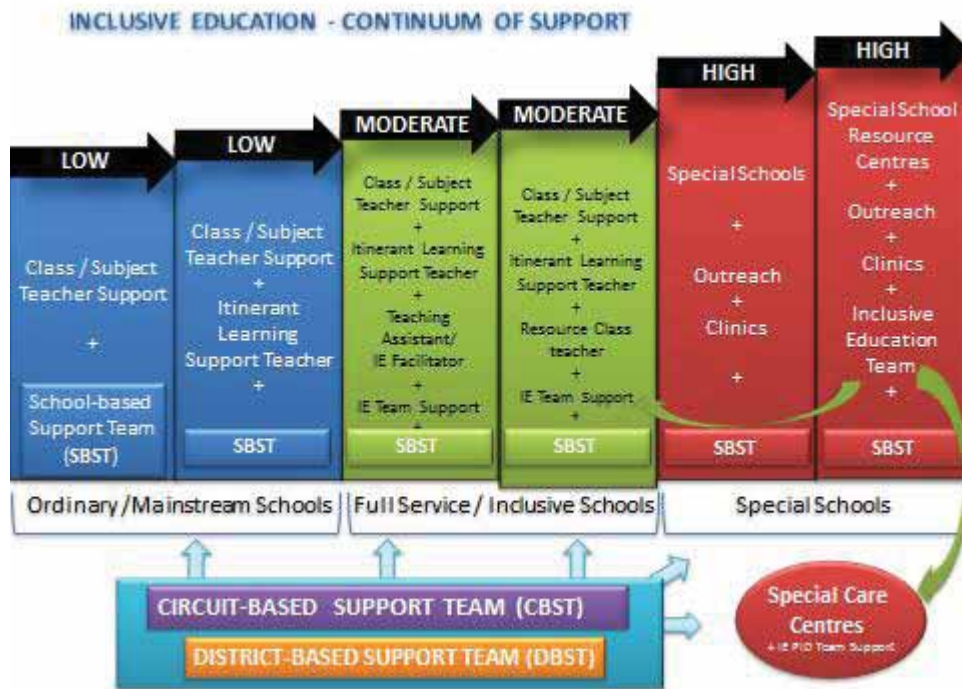 INCLUSIVE EDUCATION - CONTINUUM OF SUPPORT
LOW
Class / Subject
Teacher Support
+
School-based
Support Team
(SBST)
LOW
Class / Subject
Teacher Support
+
Itinerant
Learning
Support Teacher
+
SBST
MODERATE
Class / Subject
Teacher Support
+
Itinerant Learning
Support Teacher
+
Teaching
Assistant/
IE Facilitator
+
IE Team Support
+
SBST
MODERATE
Class / Subject
Teacher Support
+
Itinerant Learning
Support Teacher
+
Resource Class
teacher
+
IE Team Support
+
SBST
HIGH
Special Schools
+
Outreach
+
Clinics
+
SBST
HIGH
Special School
Resource
Centres
+
Outreach
+
Clinics
+
Inclusive
Education
Team
+
SBST
Ordinary / Mainstream Schools
Full Service / Inclusive Schools
Special Schools
CIRCUIT-BASED SUPPORT TEAM (CBST)
DISTRICT-BASED SUPPORT TEAM (DBST)
Special Care
Centres
+ IE PID Team Support